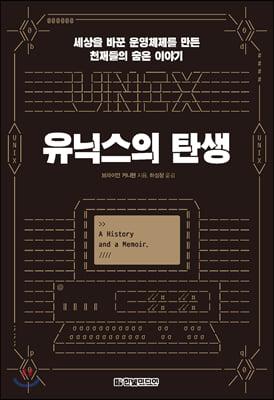 세상을 바꾼 운영체제를 만든
천재들의 숨은 이야기
UNIX
유닉스의 탄생
브라이언 커니핸 지음, 하성창 옮김
>>
A History
and a Memoir.
////
UNIX
UNIX
한빛미디어